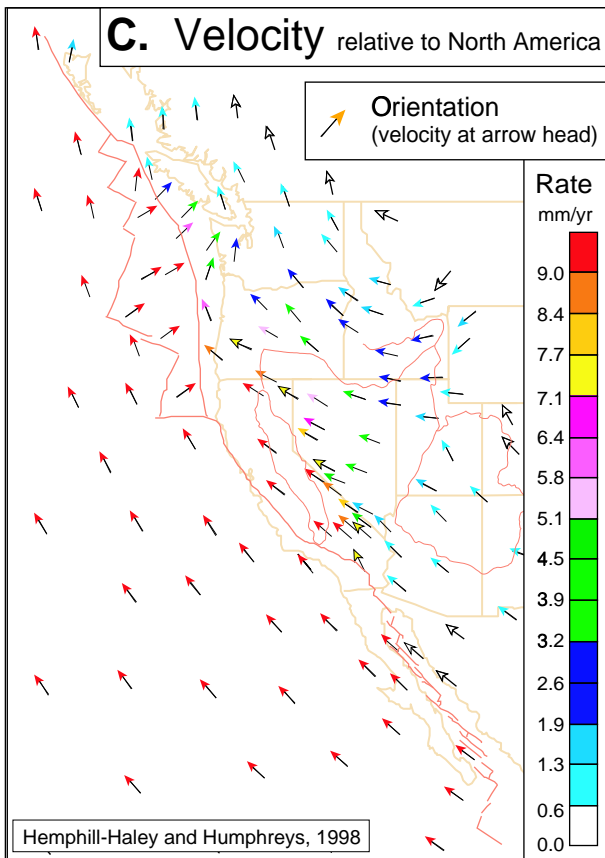 C. Velocity relative to North America
Orientation
(velocity at arrow head)
Rate
mm/yr
9.0
8.4
7.7
7.1
6.4
5.8
5.1
4.5
3.9
3.2
2.6
1.9
1.3
0.6
0.0
Hemphill-Haley and Humphreys, 1998